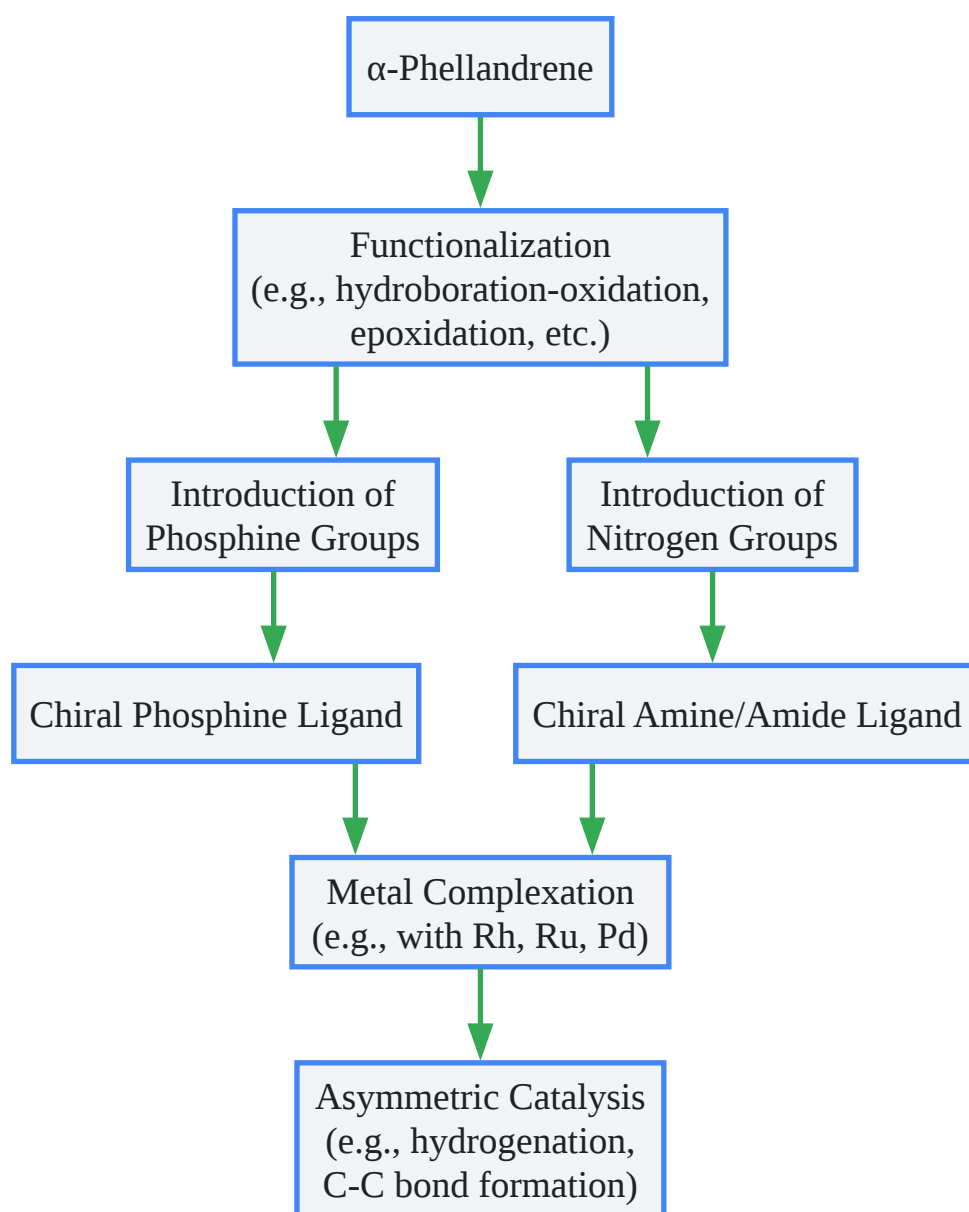 α-Phellandrene
Functionalization
(e.g., hydroboration-oxidation,
epoxidation, etc.)
Introduction of
Phosphine Groups
Introduction of
Nitrogen Groups
Chiral Phosphine Ligand
Chiral Amine/Amide Ligand
Metal Complexation
(e.g., with Rh, Ru, Pd)
Asymmetric Catalysis
(e.g., hydrogenation,
C-C bond formation)